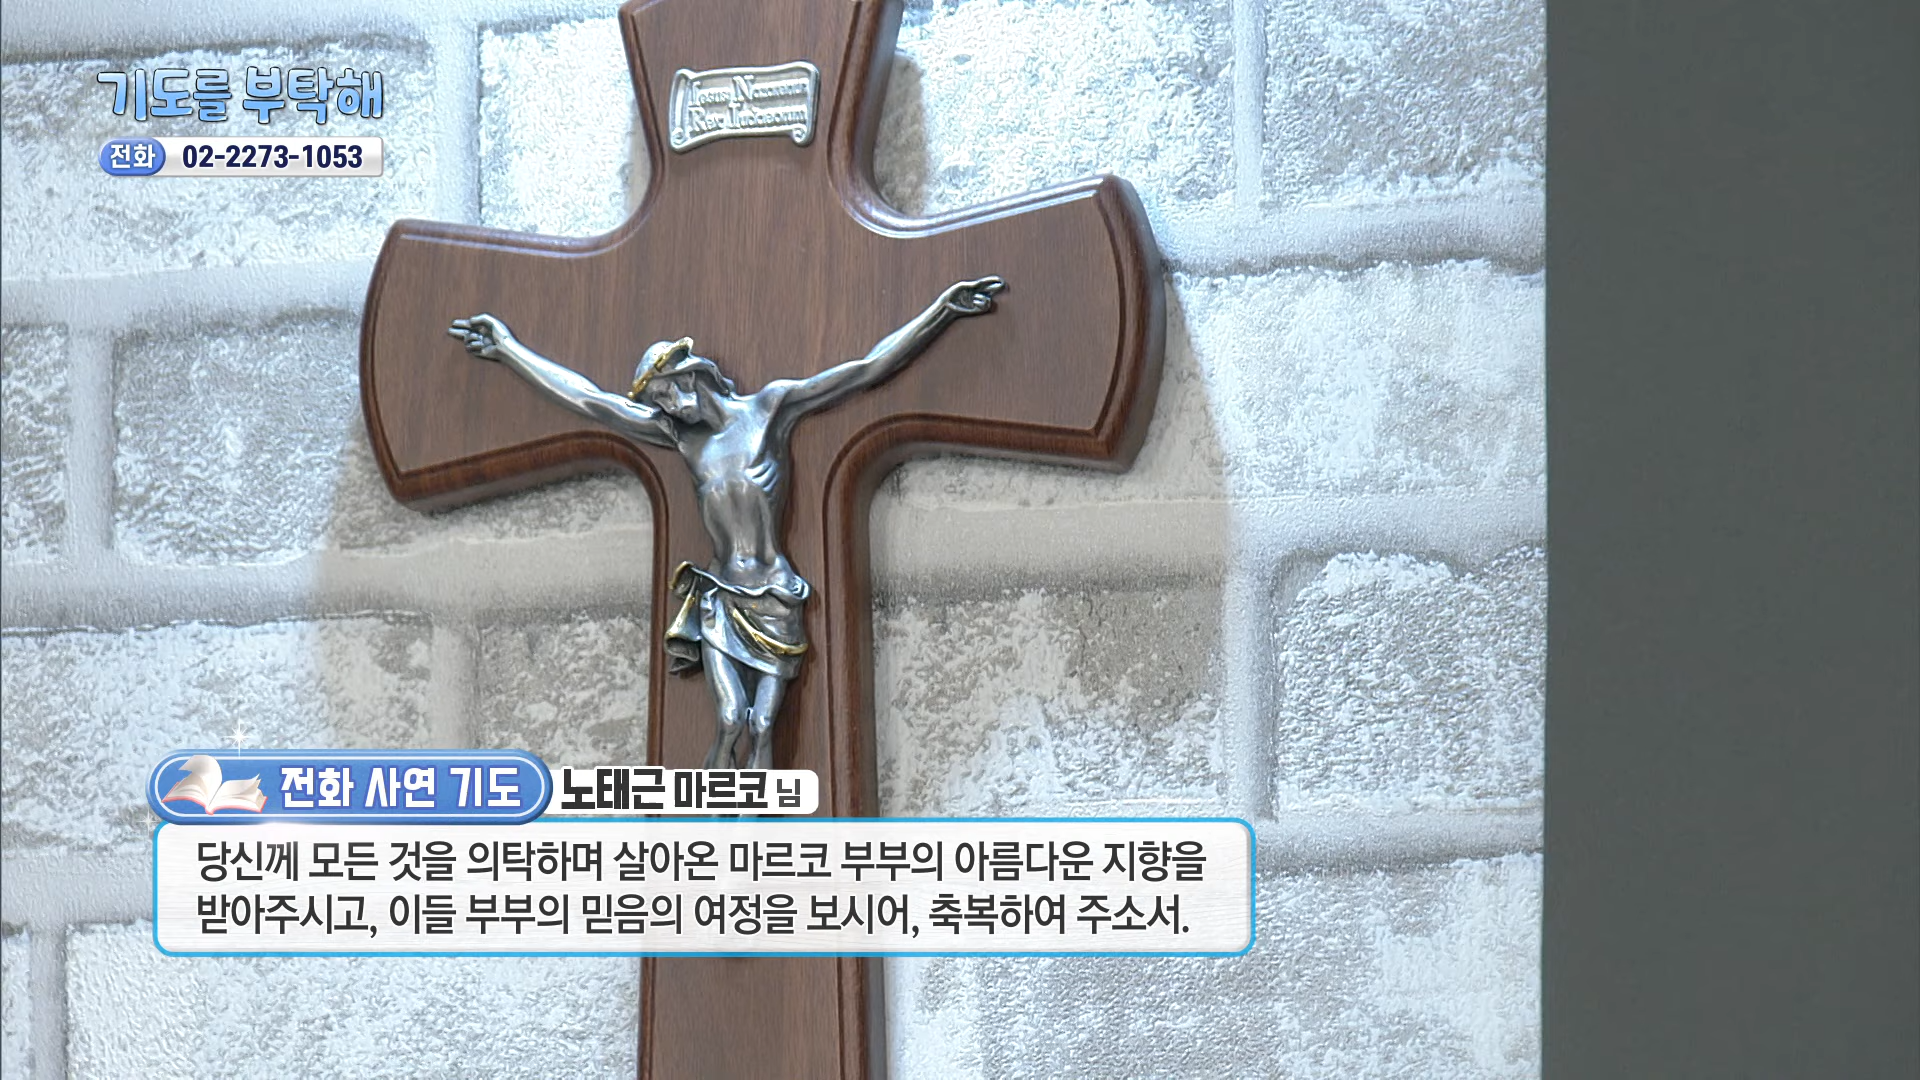 기도를 부탁해
전화 02-2273-1053
Jesus Nazarenus
Rex Judaeorum
전화 사연 기도 노태근 마르코 님
당신께 모든 것을 의탁하며 살아온 마르코 부부의 아름다운 지향을
받아주시고, 이들 부부의 믿음의 여정을 보시어, 축복하여 주소서.